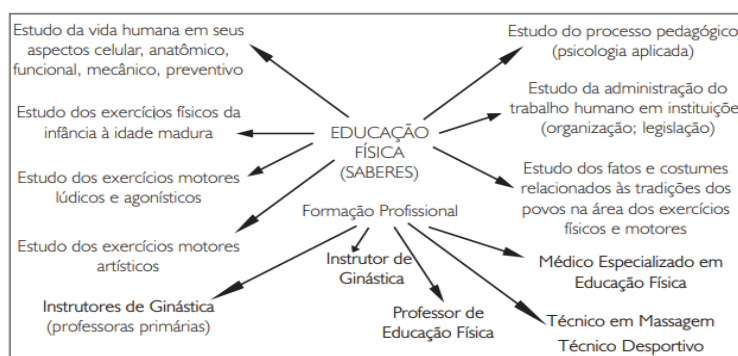 Estudo da vida humana em seus
aspectos celular, anatômico,
funcional, mecânico, preventivo
Estudo dos exercícios físicos da
infância à idade madura
Estudo dos exercícios motores
lúdicos e agonísticos
Estudo dos exercícios motores
artísticos
EDUCAÇÃO
FÍSICA
(SABERES)
Estudo do processo pedagógico
(psicologia aplicada)
Estudo da administração do
trabalho humano em instituiçõe
(organização; legislação)
Estudo dos fatos e costumes
relacionados às tradições dos
povos na área dos exercícios
físicos e motores
Formação Profissional
Instrutores de Ginástica
(professoras primárias)
Instrutor de
Ginástica
Professor de
Educação Física
Médico Especializado em
Educação Física
Técnico em Massagem
Técnico Desportivo